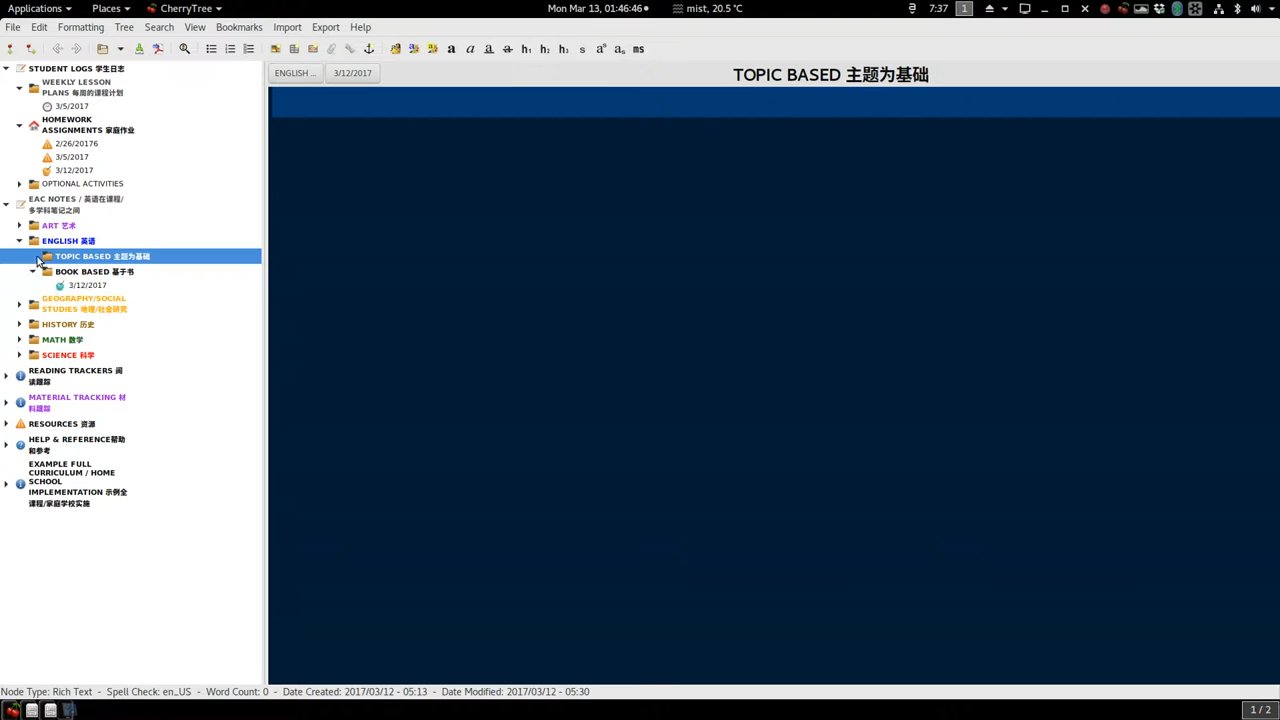 Applications Places CherryTree Mon Mar 13, 01:46:46 mist, 20.5 °C 7:37 1
File Edit Formatting Tree Search View Bookmarks Import Export Help
a a a a h1 h2 h3 s as as ms
STUDENT LOGS 学生日志
WEEKLY LESSON
PLANS 每周的课程计划
3/5/2017
HOMEWORK
ASSIGNMENTS 家庭作业
2/26/20176
3/5/2017
3/12/2017
OPTIONAL ACTIVITIES
EAC NOTES / 英语在课程/
多学科笔记之间
ART 艺术
ENGLISH 英语
TOPIC BASED 主题为基础
BOOK BASED 基于书
3/12/2017
GEOGRAPHY/SOCIAL
STUDIES 地理/社会研究
HISTORY 历史
MATH 数学
SCIENCE 科学
READING TRACKERS 阅
读跟踪
MATERIAL TRACKING 材
料跟踪
RESOURCES 资源
HELP & REFERENCE帮助
和参考
EXAMPLE FULL
CURRICULUM / HOME
SCHOOL
IMPLEMENTATION 示例全
课程/家庭学校实施
ENGLISH ... 3/12/2017 TOPIC BASED 主题为基础
Node Type: Rich Text - Spell Check: en_US - Word Count: 0 - Date Created: 2017/03/12 - 05:13 - Date Modified: 2017/03/12 - 05:30
1 / 2